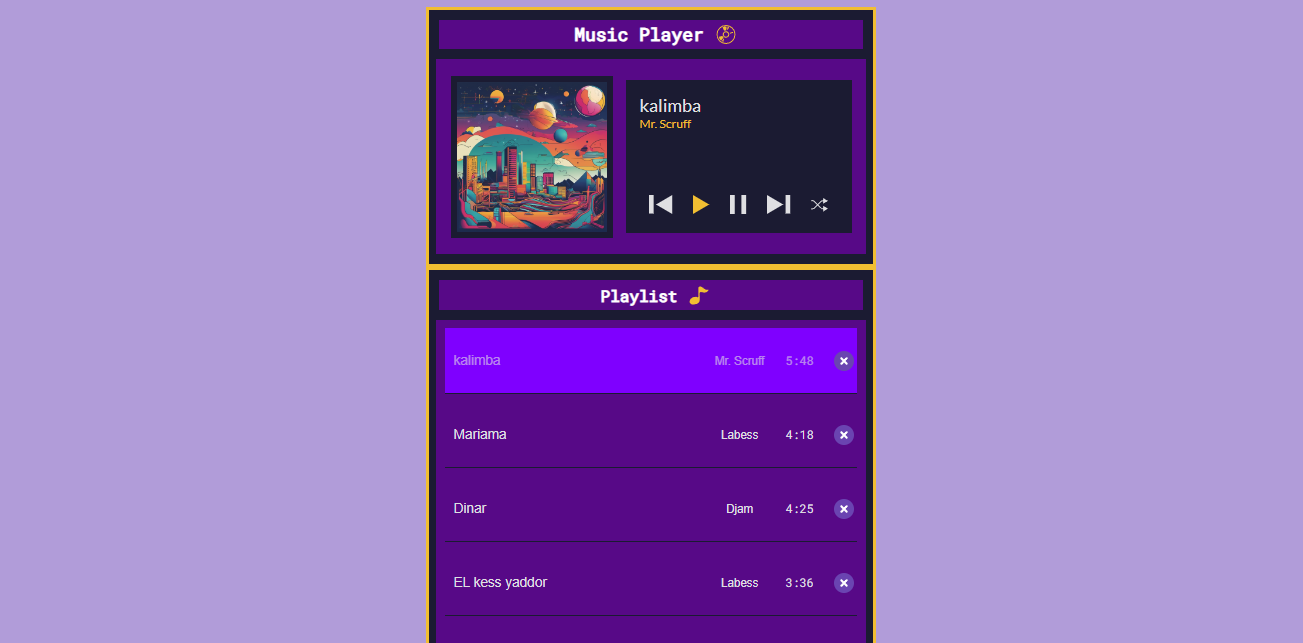 Music Player
kalimba
Mr. Scruff
Playlist
kalimba Mr. Scruff 5:48
Mariama Labess 4:18
Dinar Djam 4:25
EL kess yaddor Labess 3:36